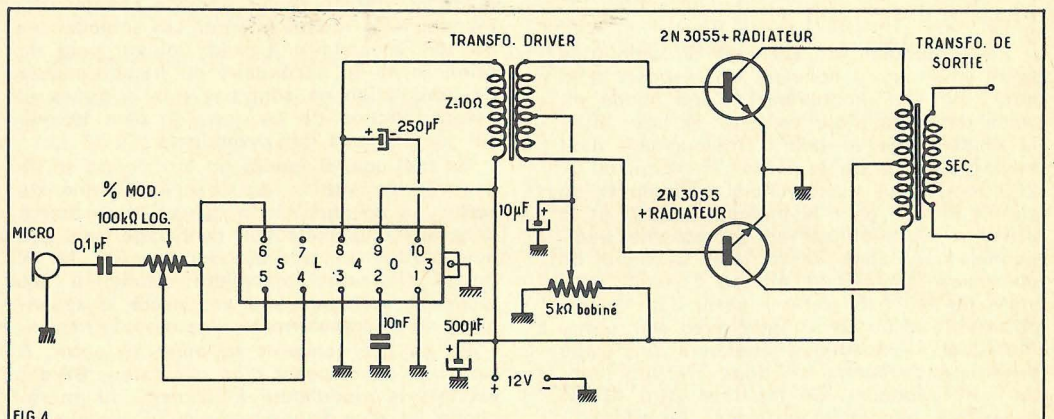 TRANSFO. DRIVER
2N 3055 + RADIATEUR
TRANSFO. DE
SORTIE
Z=10Ω
+ - 250µF
% MOD.
100kΩ LOG.
MICRO
0,1 µF
10µF +
2N 3055
+ RADIATEUR
SEC.
6 7 8 9 10
S L 4 0 3
5 4 3 2 1
5kΩ bobiné
10nF
500µF
+
+ 12V -
FIG. 4